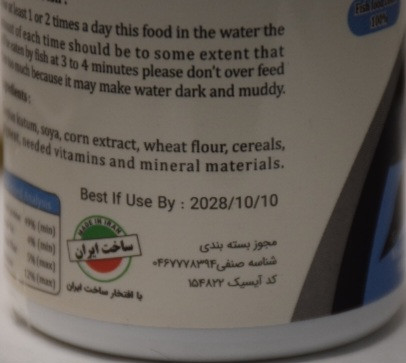 at least 1 or 2 times a day this food in the water the
of each time should be to some extent that
by fish at 3 to 4 minutes please don't over feed
much because it may make water dark and muddy.
soya, corn extract, wheat flour, cereals,
needed vitamins and mineral materials.
Best If Use By : 2028/10/10
MADE IN IRAN
ساخت ایران
با افتخار ساخت ایران
مجوز بسته بندی
شناسه صنفی۰۴۶۷۷۷۸۳۹۴
کد آیسیک ۱۵۴۸۲۲
100%